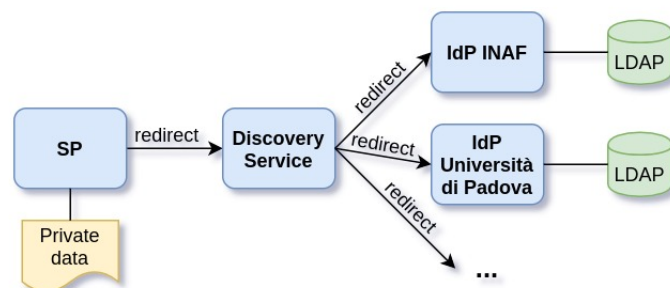 IdP INAF
LDAP
redirect
SP
redirect
Discovery
Service
redirect
IdP
Università
di Padova
LDAP
redirect
Private
data
...